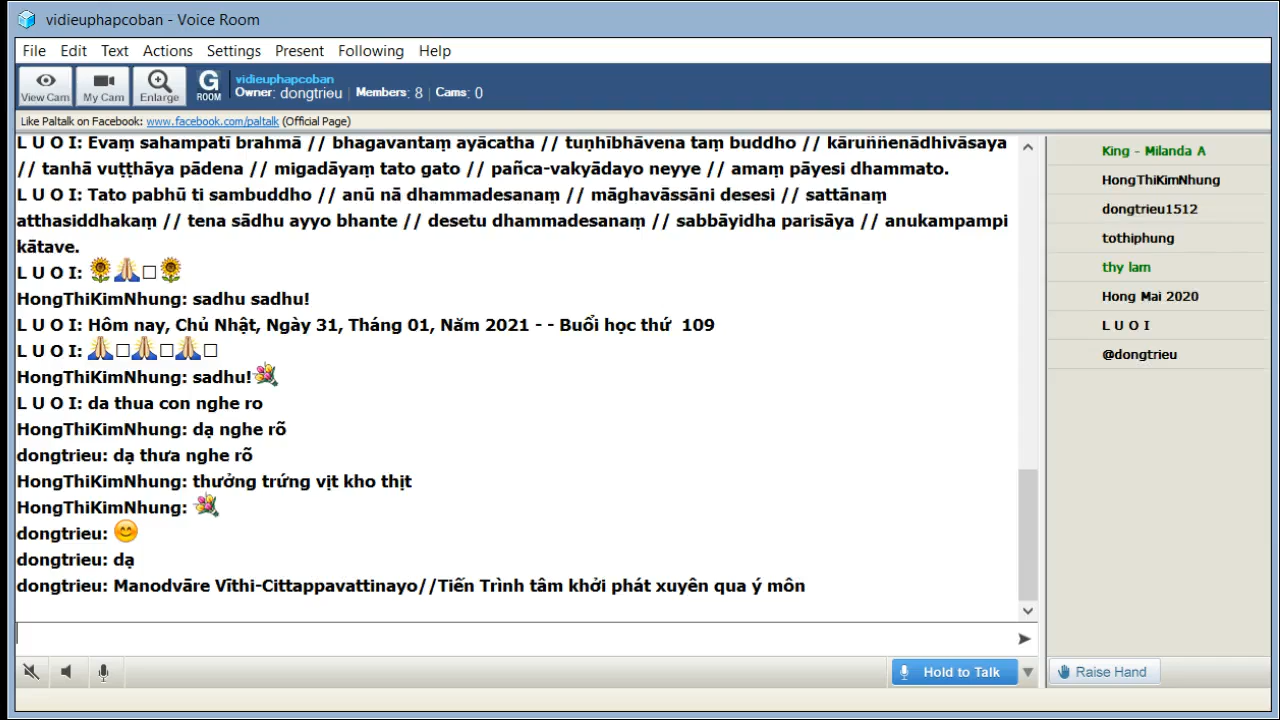 vidieuphapcoban - Voice Room
File Edit Text Actions Settings Present Following Help
View Cam My Cam Enlarge G ROOM
vidieuphapcoban
Owner: dongtrieu | Members: 8 | Cams: 0
Like Paltalk on Facebook: www.facebook.com/paltalk (Official Page)
L U O I: Evaṃ sahampatī brahmā // bhagavantaṃ ayācatha // tuṇhībhāvena taṃ buddho // kāruññenādhivāsaya
// tanhā vuṭṭhāya pādena // migadāyaṃ tato gato // pañca-vakyādayo neyye // amaṃ pāyesi dhammato.
L U O I: Tato pabhū ti sambuddho // anū nā dhammadesanaṃ // māghavāssāni desesi // sattānaṃ
atthasiddhakaṃ // tena sādhu ayyo bhante // desetu dhammadesanaṃ // sabbāyidha parisāya // anukampampi
kātave.
L U O I: 🌻🙏□🌻
HongThiKimNhung: sadhu sadhu!
L U O I: Hôm nay, Chủ Nhật, Ngày 31, Tháng 01, Năm 2021 - - Buổi học thứ  109
L U O I: 🙏□🙏□🙏□
HongThiKimNhung: sadhu!
L U O I: da thua con nghe ro
HongThiKimNhung: dạ nghe rõ
dongtrieu: dạ thưa nghe rõ
HongThiKimNhung: thưởng trứng vịt kho thịt
HongThiKimNhung:
dongtrieu: 😊
dongtrieu: dạ
dongtrieu: Manodvāre Vīthi-Cittappavattinayo//Tiến Trình tâm khởi phát xuyên qua ý môn
Hold to Talk
King - Milanda A
HongThiKimNhung
dongtrieu1512
tothiphung
thy lam
Hong Mai 2020
L U O I
@dongtrieu
Raise Hand